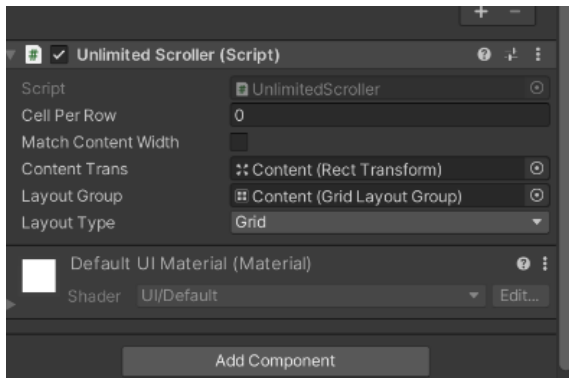 Unlimited Scroller (Script)
Script UnlimitedScroller
Cell Per Row 0
Match Content Width
Content Trans Content (Rect Transform)
Layout Group Content (Grid Layout Group)
Layout Type Grid
Default UI Material (Material)
Shader UI/Default Edit...
Add Component